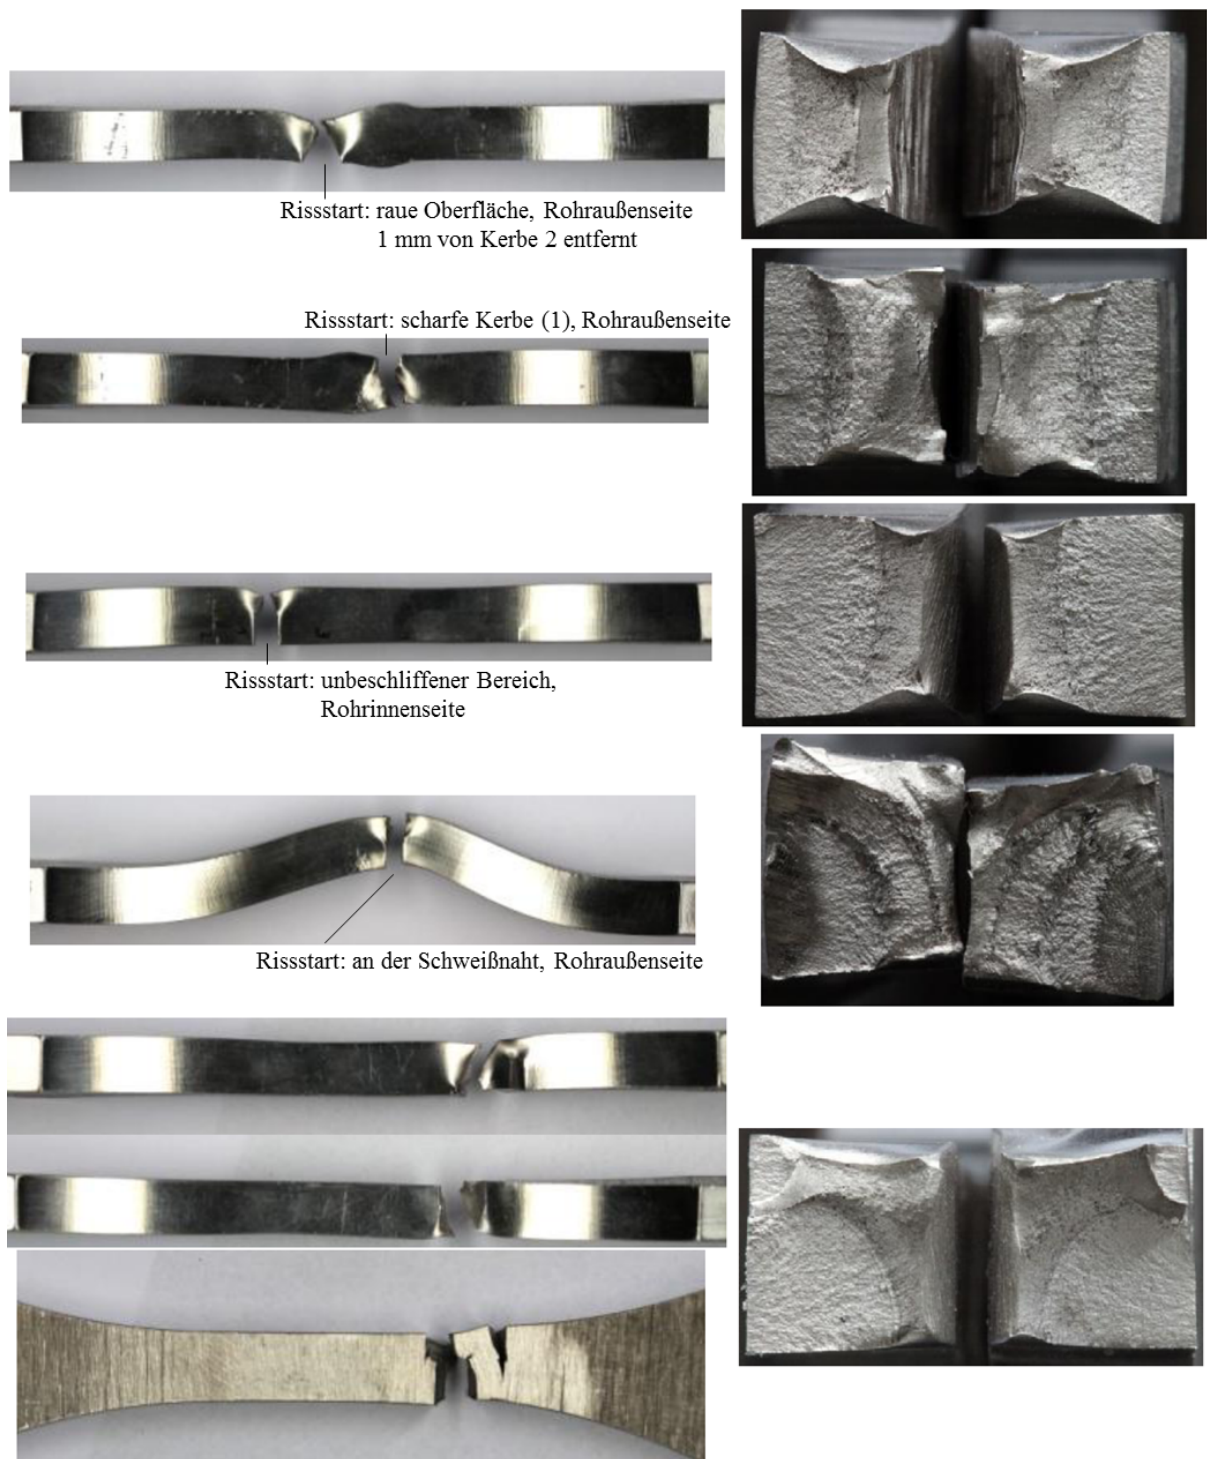 Rissstart: raue Oberfläche, Rohraußenseite
1 mm von Kerbe 2 entfernt
Rissstart: scharfe Kerbe (1), Rohraußenseite
Rissstart: unbeschliffener Bereich,
Rohrinnenseite
Rissstart: an der Schweißnaht, Rohraußenseite